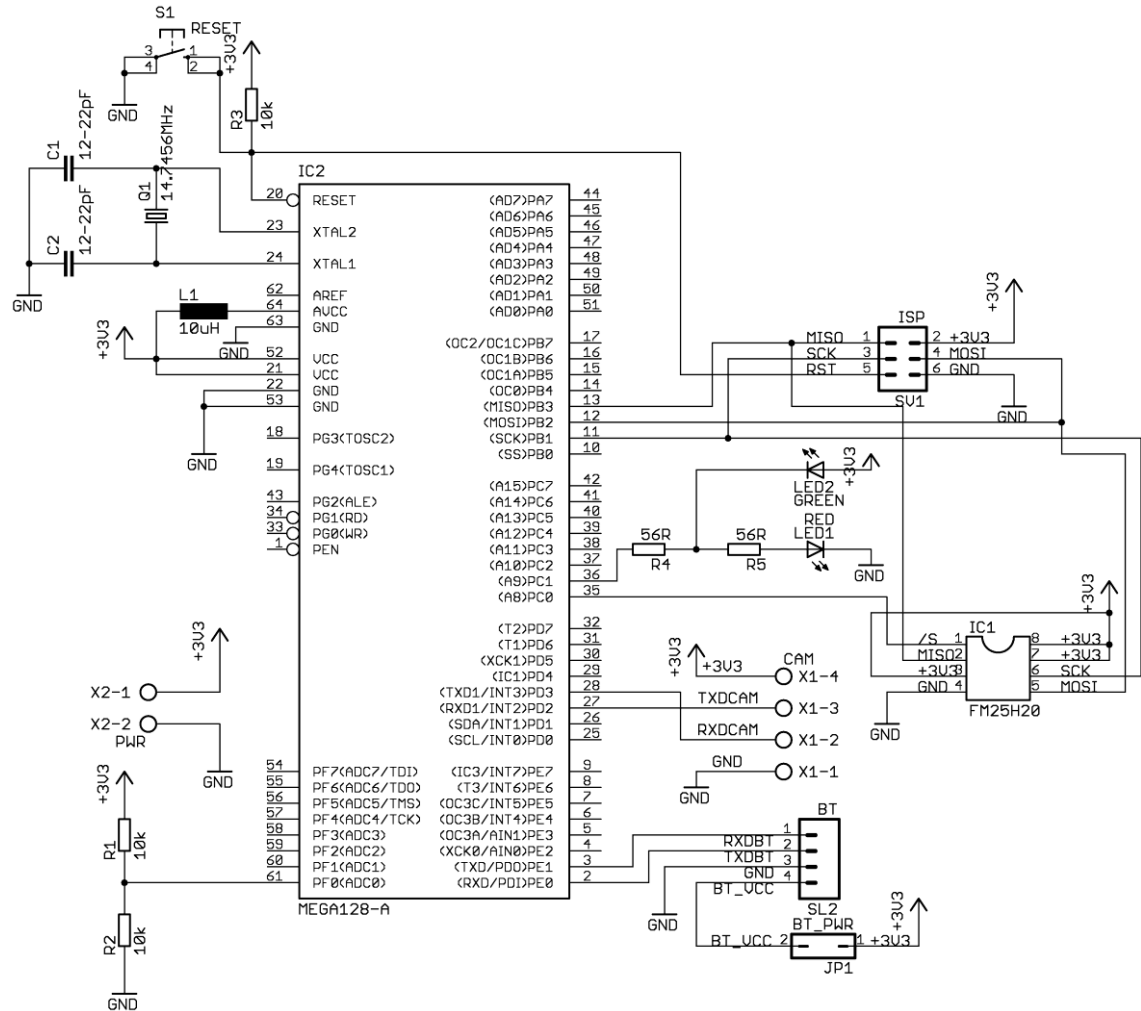 S1
RESET
3 1
4 2
+3V3
GND
R3
10k
C1
12-22pF
Q1
14.7456MHz
C2
12-22pF
GND
IC2
20 RESET (AD7)PA7 44
(AD6)PA6 45
23 XTAL2 (AD5)PA5 46
(AD4)PA4 47
24 XTAL1 (AD3)PA3 48
(AD2)PA2 49
62 AREF (AD1)PA1 50
64 AVCC (AD0)PA0 51
63 GND
L1
10uH
GND
+3V3
(OC2/OC1C)PB7 17
52 VCC (OC1B)PB6 16
21 VCC (OC1A)PB5 15
22 GND (OC0)PB4 14
53 GND (MISO)PB3 13
(MOSI)PB2 12
18 PG3(TOSC2) (SCK)PB1 11
(SS)PB0 10
GND
19 PG4(TOSC1)
(A15)PC7 42
43 PG2(ALE) (A14)PC6 41
34 PG1(RD) (A13)PC5 40
33 PG0(WR) (A12)PC4 39
1 PEN (A11)PC3 38
(A10)PC2 37
(A9)PC1 36
(A8)PC0 35
(T2)PD7 32
(T1)PD6 31
(XCK1)PD5 30
(IC1)PD4 29
(TXD1/INT3)PD3 28
(RXD1/INT2)PD2 27
(SDA/INT1)PD1 26
(SCL/INT0)PD0 25
54 PF7(ADC7/TDI) (IC3/INT7)PE7 9
55 PF6(ADC6/TDO) (T3/INT6)PE6 8
56 PF5(ADC5/TMS) (OC3C/INT5)PE5 7
57 PF4(ADC4/TCK) (OC3B/INT4)PE4 6
58 PF3(ADC3) (OC3A/AIN1)PE3 5
59 PF2(ADC2) (XCK0/AIN0)PE2 4
60 PF1(ADC1) (TXD/PDO)PE1 3
61 PF0(ADC0) (RXD/PDI)PE0 2
MEGA128-A
+3V3
ISP
MISO 1 2 +3V3
SCK 3 4 MOSI
RST 5 6 GND
SV1
GND
+3V3
LED2
GREEN
RED
LED1
56R
R4
56R
R5
GND
+3V3
IC1
/S 1 8 +3V3
MISO 2 7 +3V3
+3V3 3 6 SCK
GND 4 5 MOSI
FM25H20
GND
CAM
+3V3
+3V3 X1-4
TXDCAM X1-3
RXDCAM X1-2
GND X1-1
GND
+3V3
X2-1
X2-2
PWR
GND
+3V3
R1
10k
R2
10k
GND
BT
1
RXDBT 2
TXDBT 3
GND 4
BT_VCC
SL2
GND
BT_PWR
BT_VCC 2 1 +3V3
JP1
+3V3